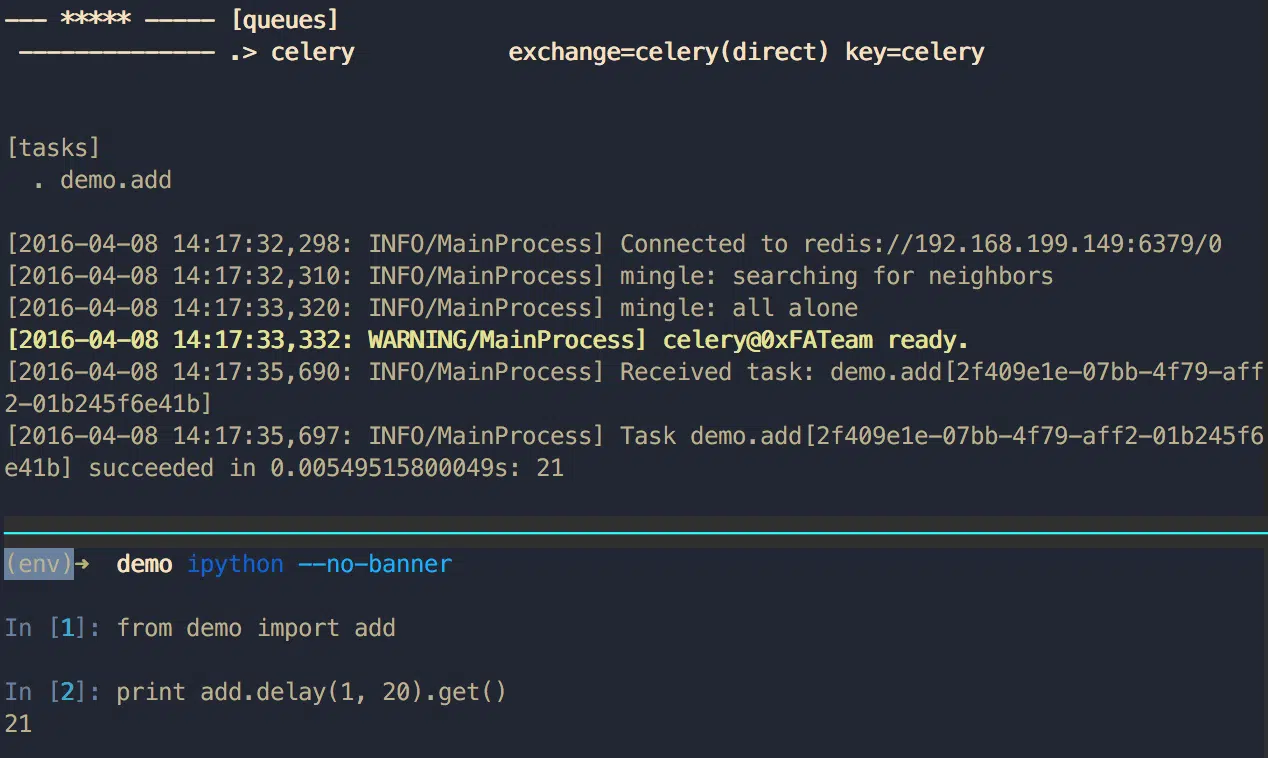 --- ***** ----- [queues]
 -------------- .> celery           exchange=celery(direct) key=celery
[tasks]
  . demo.add
[2016-04-08 14:17:32,298: INFO/MainProcess] Connected to redis://192.168.199.149:6379/0
[2016-04-08 14:17:32,310: INFO/MainProcess] mingle: searching for neighbors
[2016-04-08 14:17:33,320: INFO/MainProcess] mingle: all alone
[2016-04-08 14:17:33,332: WARNING/MainProcess] celery@0xFATeam ready.
[2016-04-08 14:17:35,690: INFO/MainProcess] Received task: demo.add[2f409e1e-07bb-4f79-aff
2-01b245f6e41b]
[2016-04-08 14:17:35,697: INFO/MainProcess] Task demo.add[2f409e1e-07bb-4f79-aff2-01b245f6
e41b] succeeded in 0.00549515800049s: 21
(env)→  demo ipython --no-banner
In [1]: from demo import add
In [2]: print add.delay(1, 20).get()
21